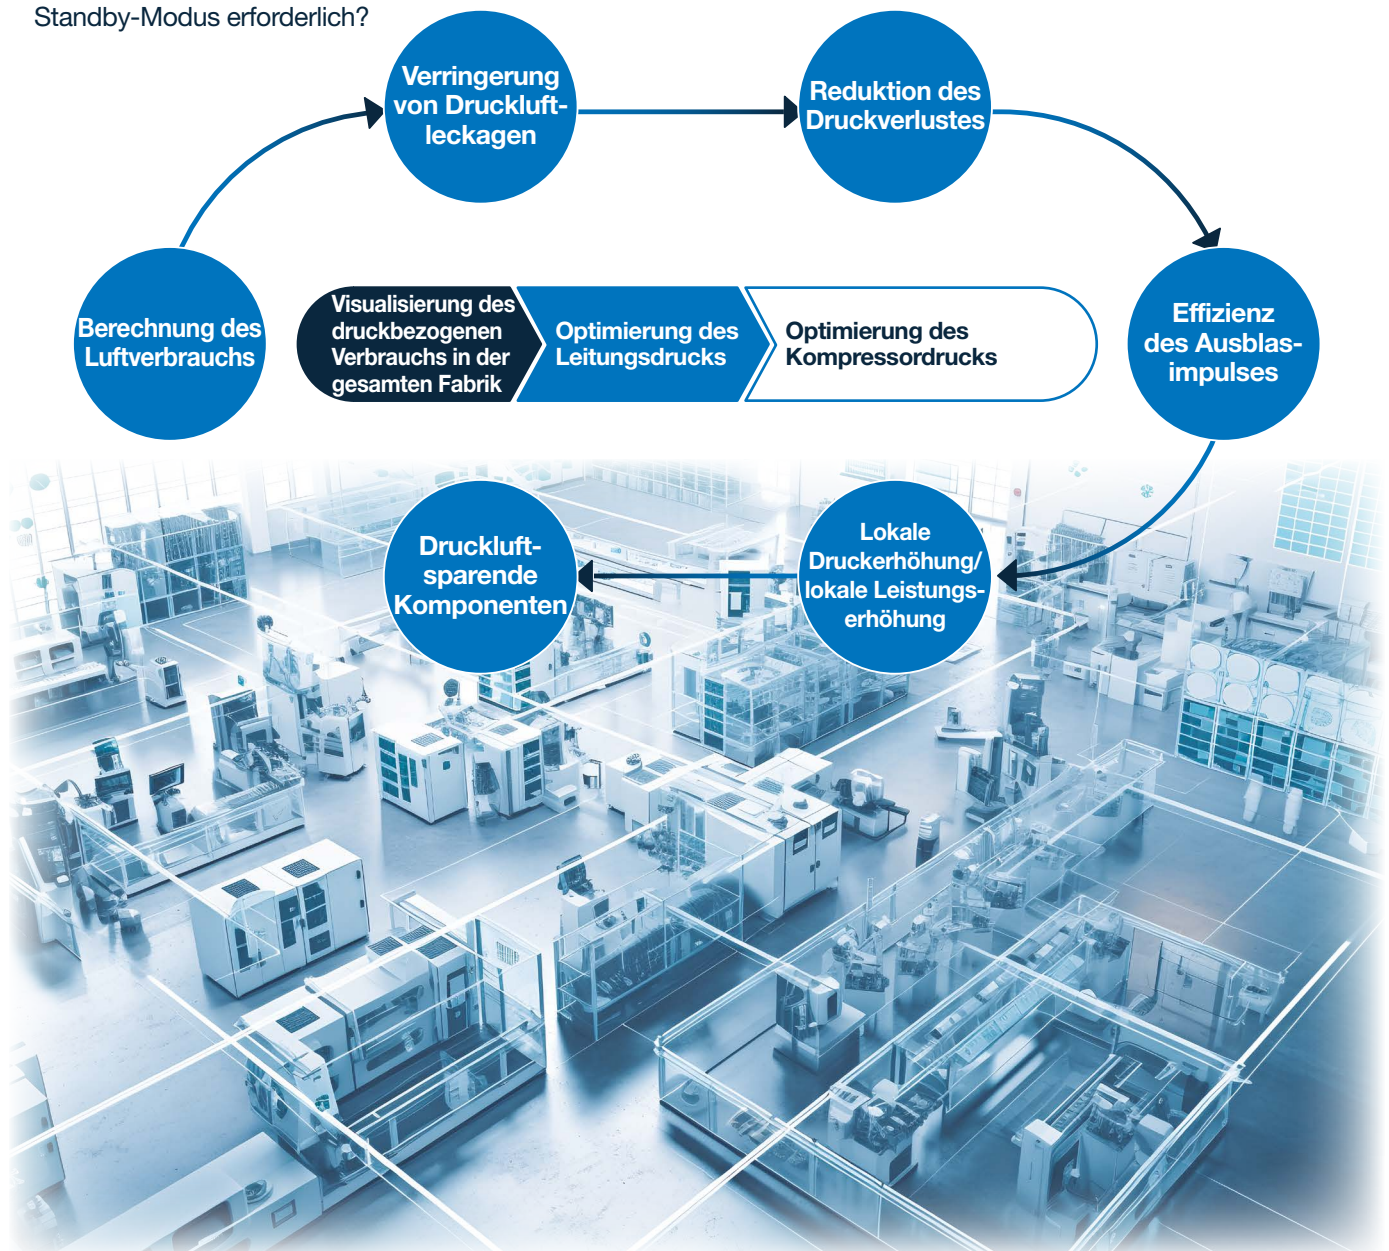 Standby-Modus erforderlich?
Verringerung
von Druckluft-
leckagen
Reduktion des
Druckverlustes
Berechnung des
Luftverbrauchs
Visualisierung des
druckbezogenen
Verbrauchs in der
gesamten Fabrik
Optimierung des
Leitungsdrucks
Optimierung des
Kompressordrucks
Effizienz
des Ausblas-
impulses
Lokale
Druckerhöhung/
lokale Leistungs-
erhöhung
Druckluft-
sparende
Komponenten